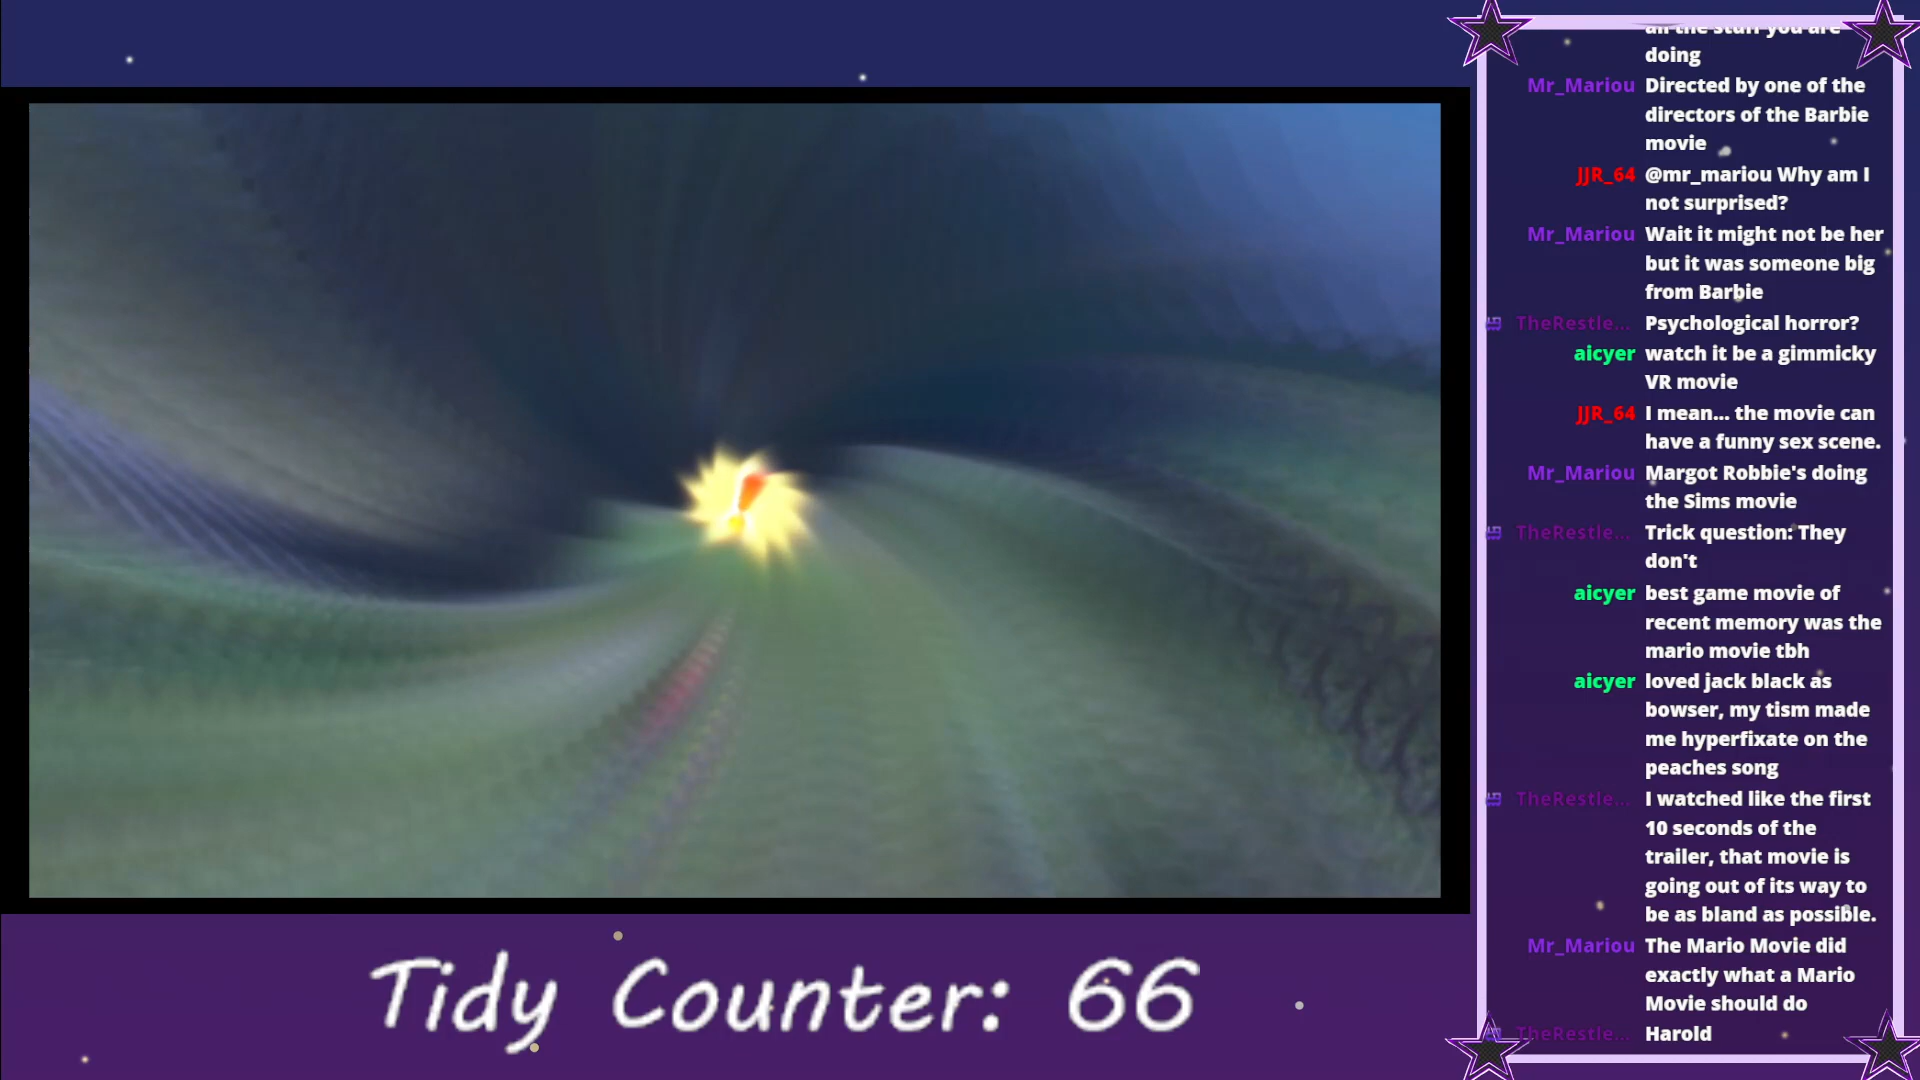 all the stuff you are
doing
Mr_Mariou Directed by one of the
directors of the Barbie
movie
JJR_64 @mr_mariou Why am I
not surprised?
Mr_Mariou Wait it might not be her
but it was someone big
from Barbie
TheRestle... Psychological horror?
aicyer watch it be a gimmicky
VR movie
JJR_64 I mean... the movie can
have a funny sex scene.
Mr_Mariou Margot Robbie's doing
the Sims movie
TheRestle... Trick question: They
don't
aicyer best game movie of
recent memory was the
mario movie tbh
aicyer loved jack black as
bowser, my tism made
me hyperfixate on the
peaches song
TheRestle... I watched like the first
10 seconds of the
trailer, that movie is
going out of its way to
be as bland as possible.
Mr_Mariou The Mario Movie did
exactly what a Mario
Movie should do
TheRestle... Harold
Tidy Counter: 66